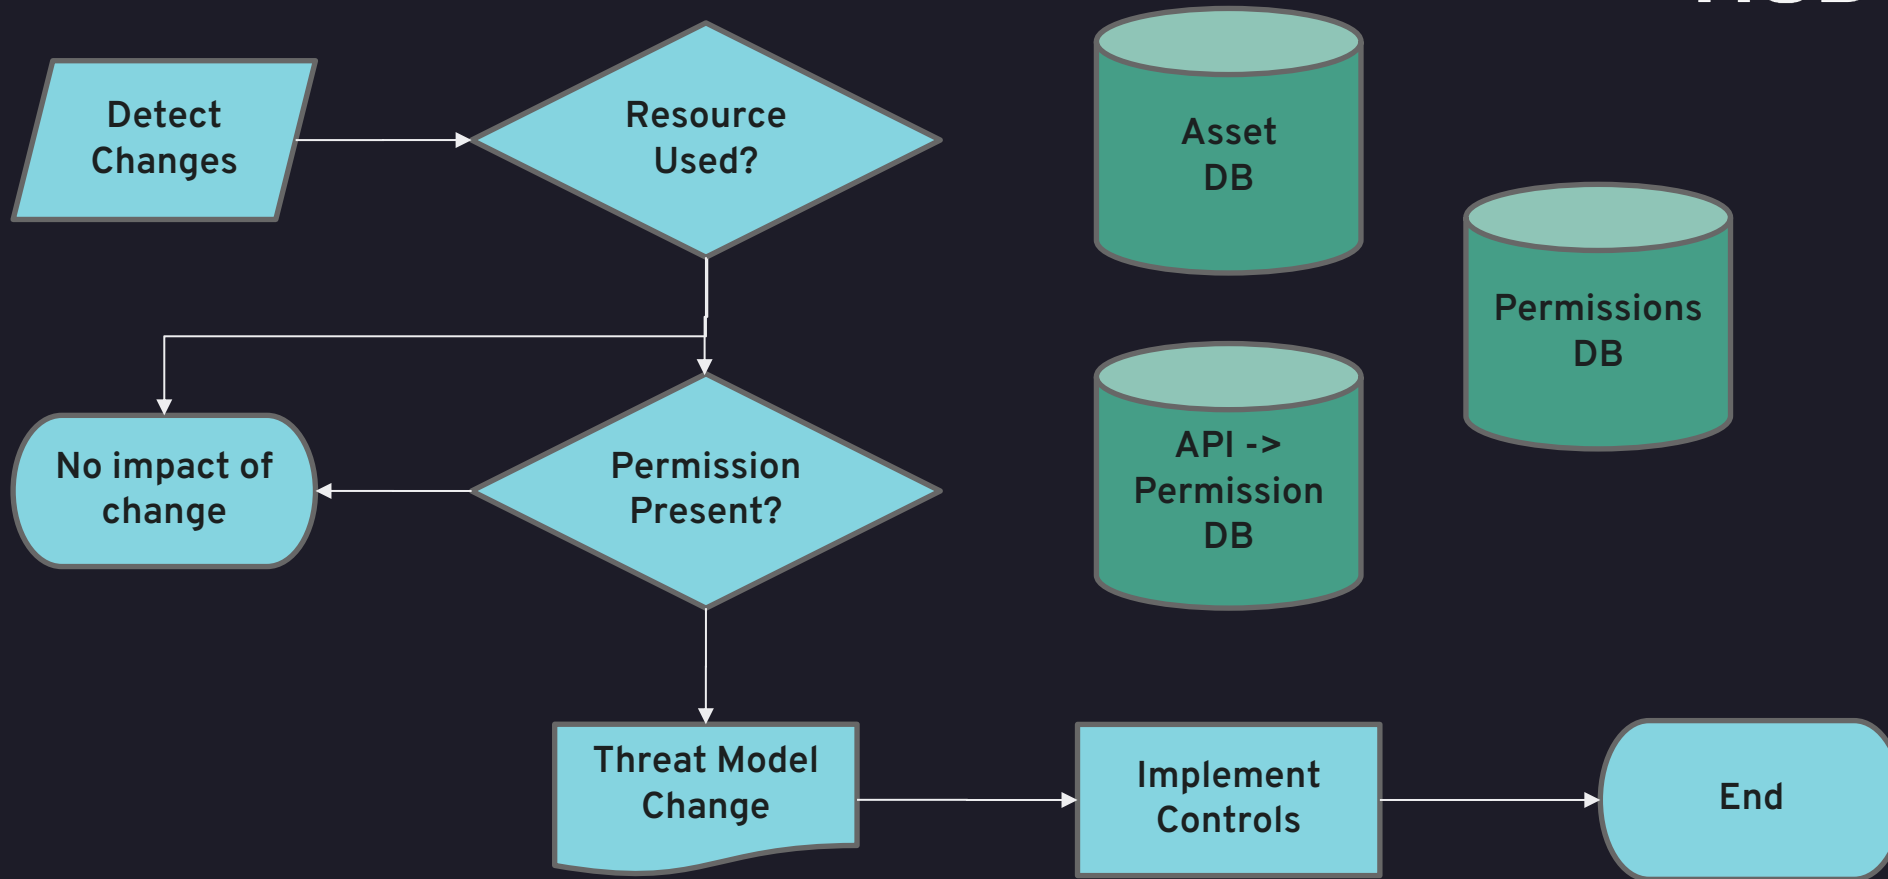 Detect
Changes
Resource
Used?
Asset
DB
Permissions
DB
No impact of
change
Permission
Present?
API ->
Permission
DB
Threat Model
Change
Implement
Controls
End